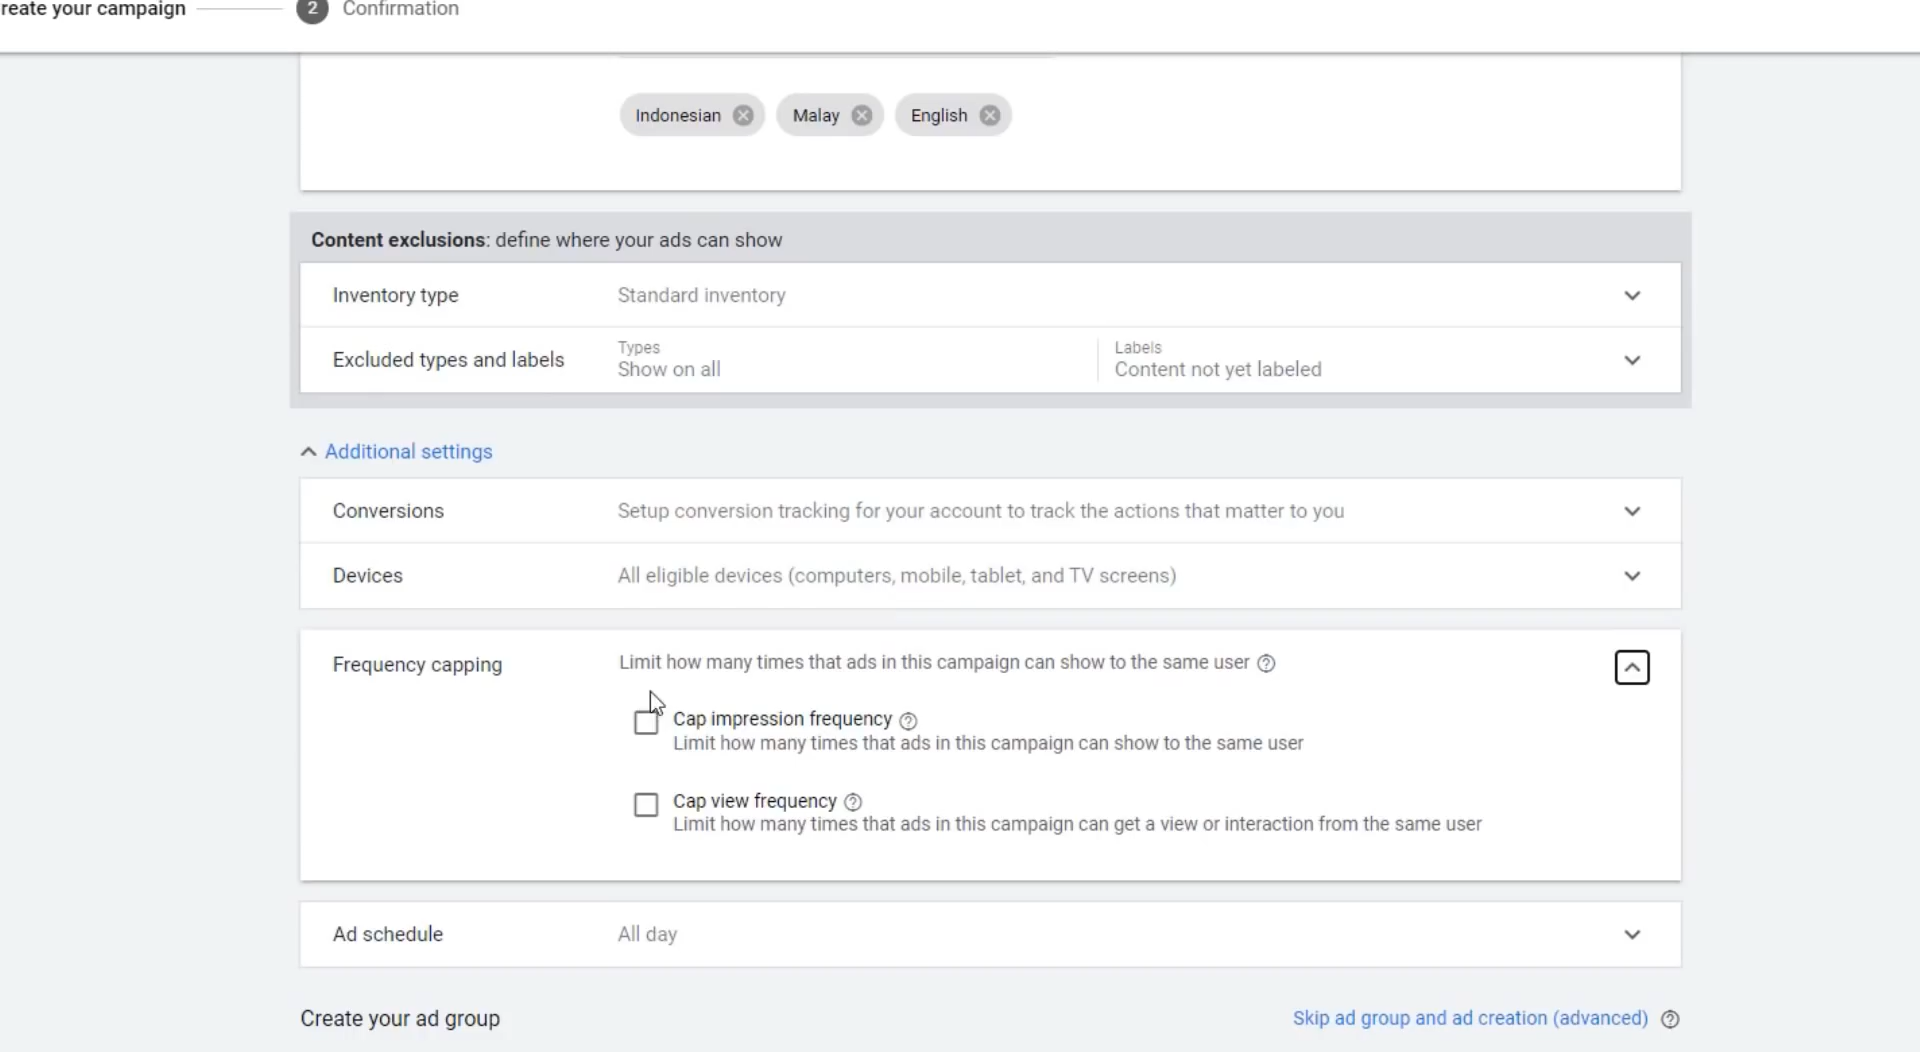 reate your campaign
2 Confirmation
Indonesian Malay English
Content exclusions: define where your ads can show
Inventory type Standard inventory
Excluded types and labels
Types
Show on all
Labels
Content not yet labeled
Additional settings
Conversions Setup conversion tracking for your account to track the actions that matter to you
Devices All eligible devices (computers, mobile, tablet, and TV screens)
Frequency capping Limit how many times that ads in this campaign can show to the same user
Cap impression frequency
Limit how many times that ads in this campaign can show to the same user
Cap view frequency
Limit how many times that ads in this campaign can get a view or interaction from the same user
Ad schedule All day
Create your ad group Skip ad group and ad creation (advanced)